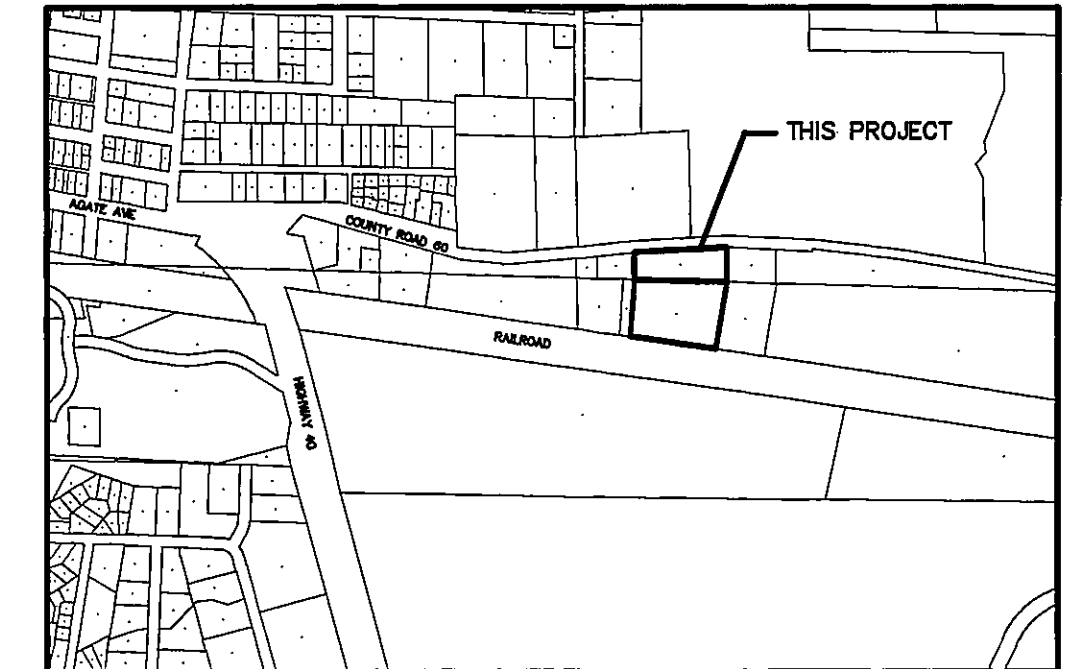 THIS PROJECT
AGATE AVE
COUNTY ROAD 60
RAILROAD
HIGHWAY 40